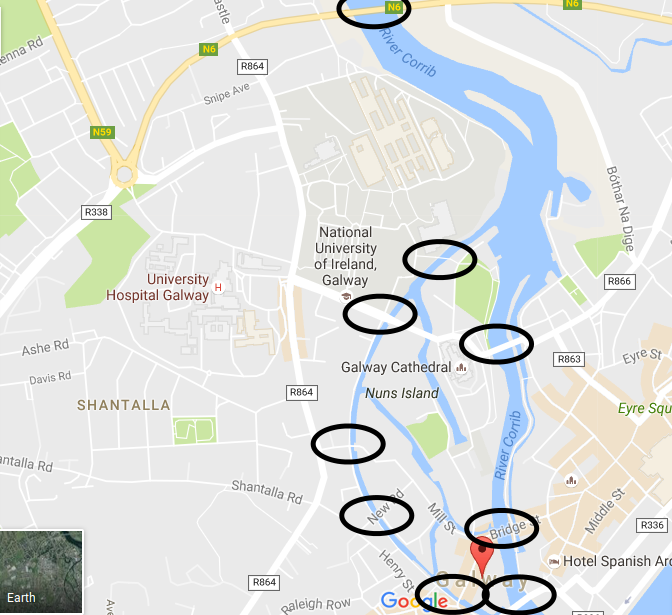 N6
N6
River Corrib
N6
R864
Snipe Ave
N59
Bóthar Na Dige
R338
National
University
of Ireland,
Galway
University
Hospital Galway
H
R866
Ashe Rd
R863
Eyre St
Davis Rd
Galway Cathedral
R864
Nuns Island
SHANTALLA
Eyre Squ
River Corrib
antalla Rd
Shantalla Rd
New Rd
Mill St
Bridge St
Middle St
R336
Henry St
Hotel Spanish Arc
R864
Galway
Earth
Google
Raleigh Row